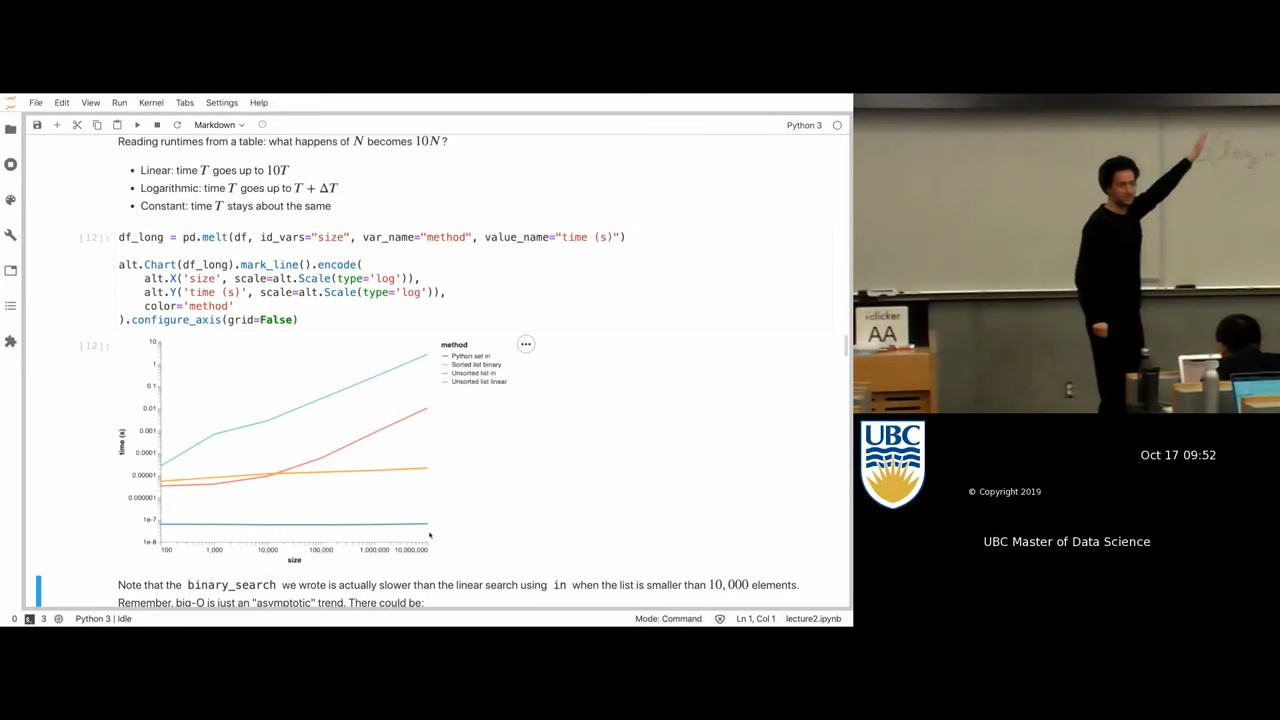 File Edit View Run Kernel Tabs Settings Help
Markdown
Python 3
Reading runtimes from a table: what happens of N becomes 10N?
• Linear: time T goes up to 10T
• Logarithmic: time T goes up to T + ΔT
• Constant: time T stays about the same
[12]: df_long = pd.melt(df, id_vars="size", var_name="method", value_name="time (s)")
alt.Chart(df_long).mark_line().encode(
alt.X('size', scale=alt.Scale(type='log')),
alt.Y('time (s)', scale=alt.Scale(type='log')),
color='method'
).configure_axis(grid=False)
[12]:
10
1
0.1
0.01
0.001
0.0001
0.00001
0.000001
1e-7
1e-8
time (s)
100 1,000 10,000 100,000 1,000,000 10,000,000
size
method
Python set in
Sorted list binary
Unsorted list in
Unsorted list linear
Note that the binary_search we wrote is actually slower than the linear search using in when the list is smaller than 10,000 elements.
Remember, big-O is just an "asymptotic" trend. There could be:
0 3 Python 3 | Idle
Mode: Command Ln 1, Col 1 lecture2.ipynb
i>clicker
AA
UBC
Oct 17 09:52
© Copyright 2019
UBC Master of Data Science